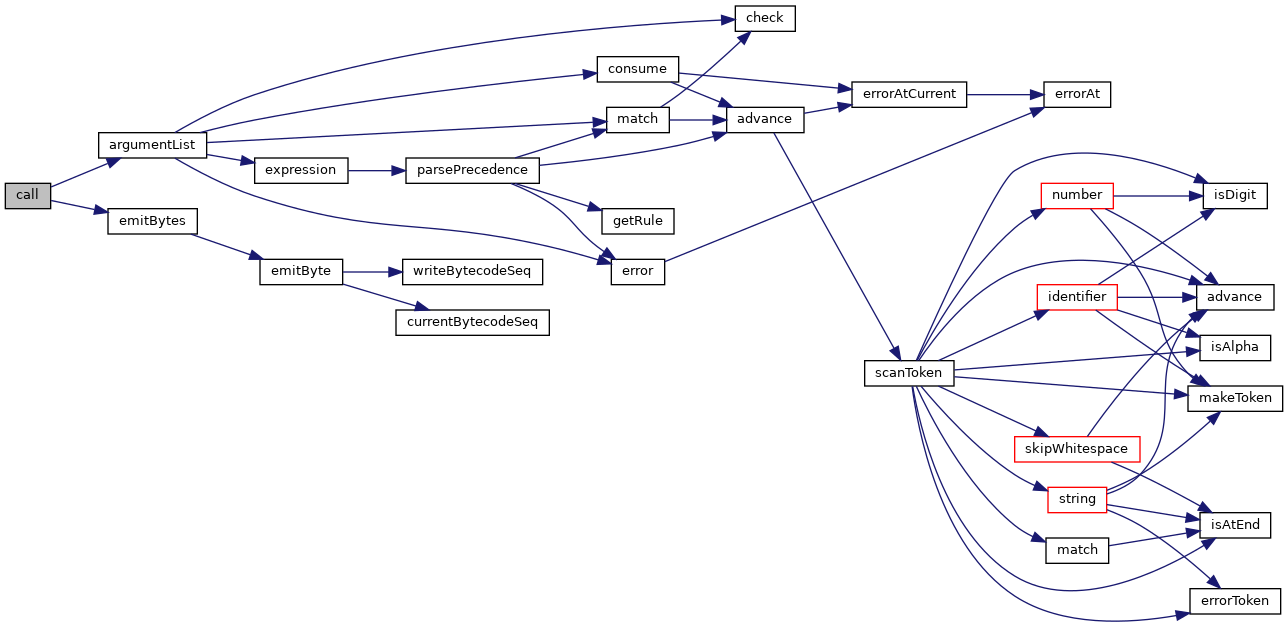 check
consume
errorAtCurrent
errorAt
match
advance
argumentList
expression
parsePrecedence
call
number
isDigit
emitBytes
getRule
emitByte
writeBytecodeSeq
error
identifier
advance
currentBytecodeSeq
isAlpha
scanToken
makeToken
skipWhitespace
string
isAtEnd
match
errorToken